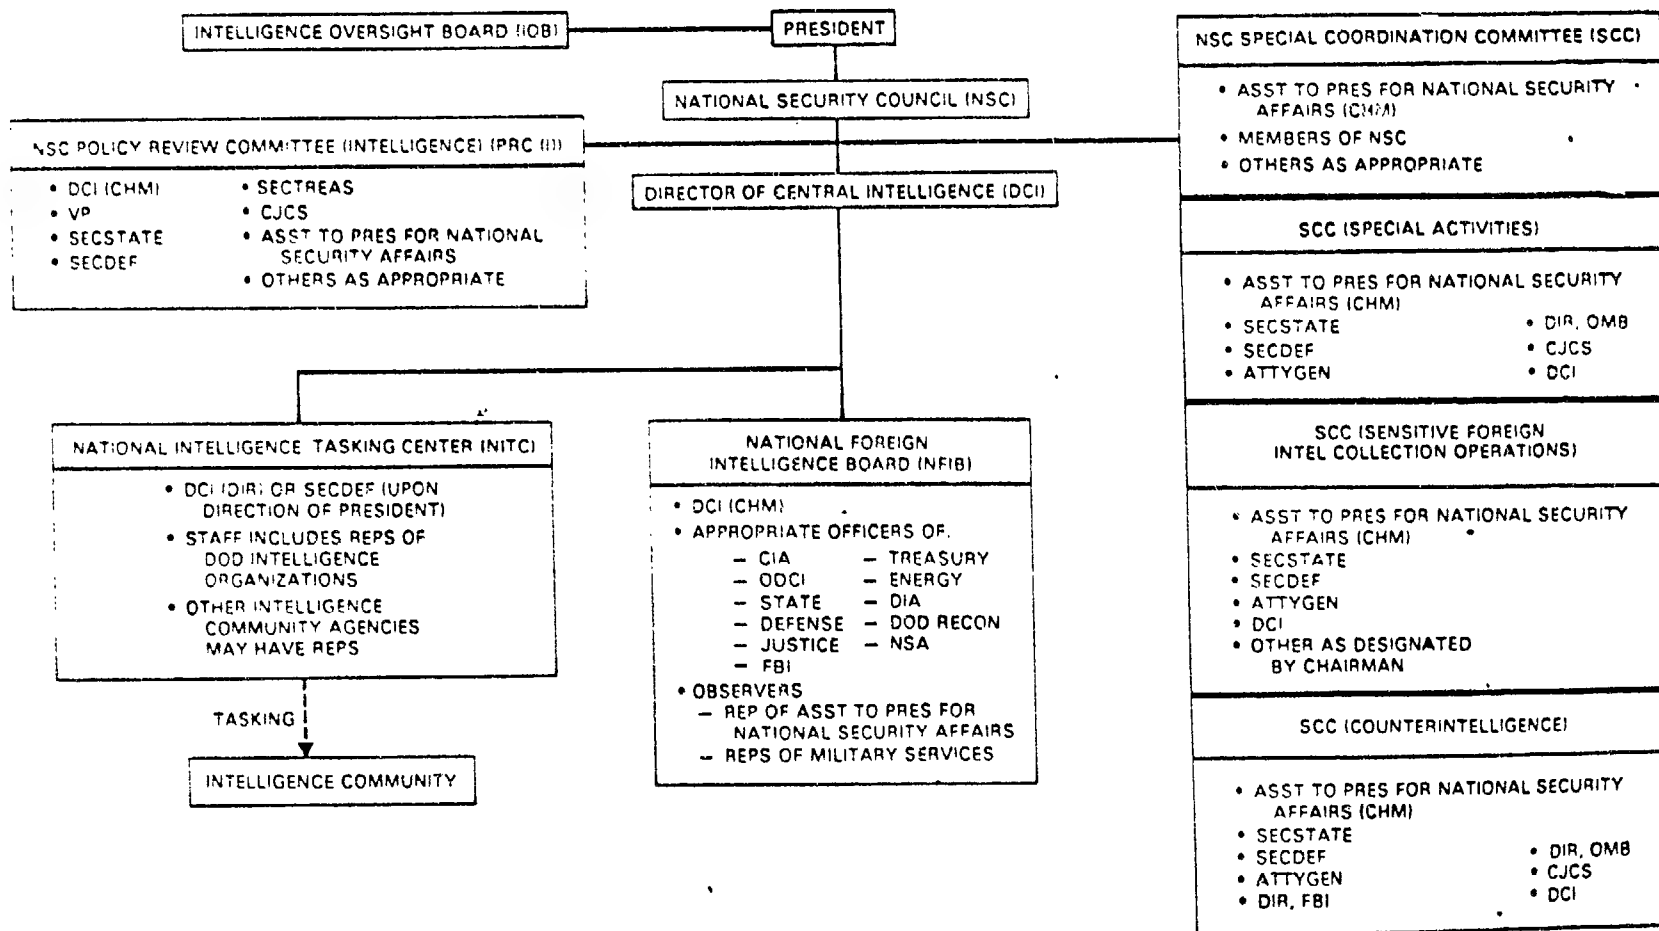 INTELLIGENCE OVERSIGHT BOARD (IOB)
PRESIDENT
NATIONAL SECURITY COUNCIL (NSC)
NSC POLICY REVIEW COMMITTEE (INTELLIGENCE) (PRC (I))
• DCI (CHM)
• VP
• SECSTATE
• SECDEF
• SECTREAS
• CJCS
• ASST TO PRES FOR NATIONAL
SECURITY AFFAIRS
• OTHERS AS APPROPRIATE
DIRECTOR OF CENTRAL INTELLIGENCE (DCI)
NATIONAL INTELLIGENCE TASKING CENTER (NITC)
• DCI (DIR) OR SECDEF (UPON
DIRECTION OF PRESIDENT)
• STAFF INCLUDES REPS OF
DOD INTELLIGENCE
ORGANIZATIONS
• OTHER INTELLIGENCE
COMMUNITY AGENCIES
MAY HAVE REPS
TASKING
INTELLIGENCE COMMUNITY
NATIONAL FOREIGN
INTELLIGENCE BOARD (NFIB)
• DCI (CHM)
• APPROPRIATE OFFICERS OF.
– CIA
– ODCI
– STATE
– DEFENSE
– JUSTICE
– FBI
– TREASURY
– ENERGY
– DIA
– DOD RECON
– NSA
• OBSERVERS
– REP OF ASST TO PRES FOR
NATIONAL SECURITY AFFAIRS
– REPS OF MILITARY SERVICES
NSC SPECIAL COORDINATION COMMITTEE (SCC)
• ASST TO PRES FOR NATIONAL SECURITY
AFFAIRS (CHM)
• MEMBERS OF NSC
• OTHERS AS APPROPRIATE
SCC (SPECIAL ACTIVITIES)
• ASST TO PRES FOR NATIONAL SECURITY
AFFAIRS (CHM)
• SECSTATE
• SECDEF
• ATTYGEN
• DIR, OMB
• CJCS
• DCI
SCC (SENSITIVE FOREIGN
INTEL COLLECTION OPERATIONS)
• ASST TO PRES FOR NATIONAL SECURITY
AFFAIRS (CHM)
• SECSTATE
• SECDEF
• ATTYGEN
• DCI
• OTHER AS DESIGNATED
BY CHAIRMAN
SCC (COUNTERINTELLIGENCE)
• ASST TO PRES FOR NATIONAL SECURITY
AFFAIRS (CHM)
• SECSTATE
• SECDEF
• ATTYGEN
• DIR, FBI
• DIR, OMB
• CJCS
• DCI